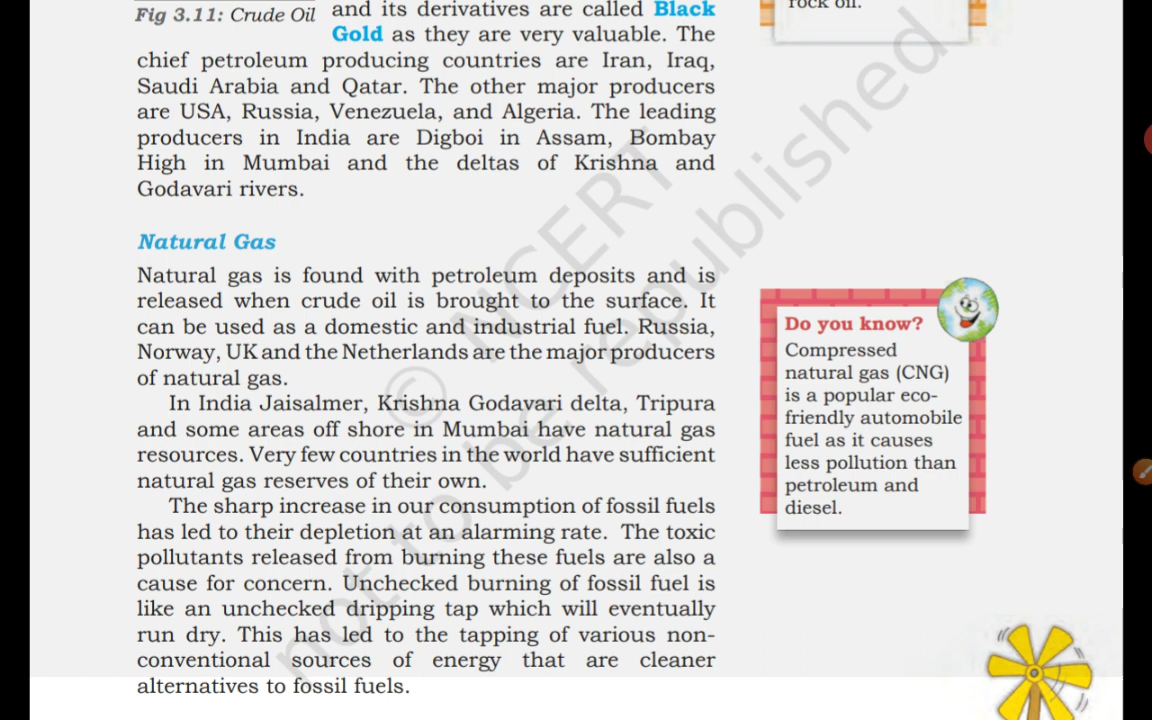 Fig 3.11: Crude Oil
and its derivatives are called Black
Gold as they are very valuable. The
chief petroleum producing countries are Iran, Iraq,
Saudi Arabia and Qatar. The other major producers
are USA, Russia, Venezuela, and Algeria. The leading
producers in India are Digboi in Assam, Bombay
High in Mumbai and the deltas of Krishna and
Godavari rivers.
Natural Gas
Natural gas is found with petroleum deposits and is
released when crude oil is brought to the surface. It
can be used as a domestic and industrial fuel. Russia,
Norway, UK and the Netherlands are the major producers
of natural gas.
In India Jaisalmer, Krishna Godavari delta, Tripura
and some areas off shore in Mumbai have natural gas
resources. Very few countries in the world have sufficient
natural gas reserves of their own.
The sharp increase in our consumption of fossil fuels
has led to their depletion at an alarming rate. The toxic
pollutants released from burning these fuels are also a
cause for concern. Unchecked burning of fossil fuel is
like an unchecked dripping tap which will eventually
run dry. This has led to the tapping of various non-
conventional sources of energy that are cleaner
alternatives to fossil fuels.
rock oil.
Do you know?
Compressed
natural gas (CNG)
is a popular eco-
friendly automobile
fuel as it causes
less pollution than
petroleum and
diesel.
© NCERT
not to be republished